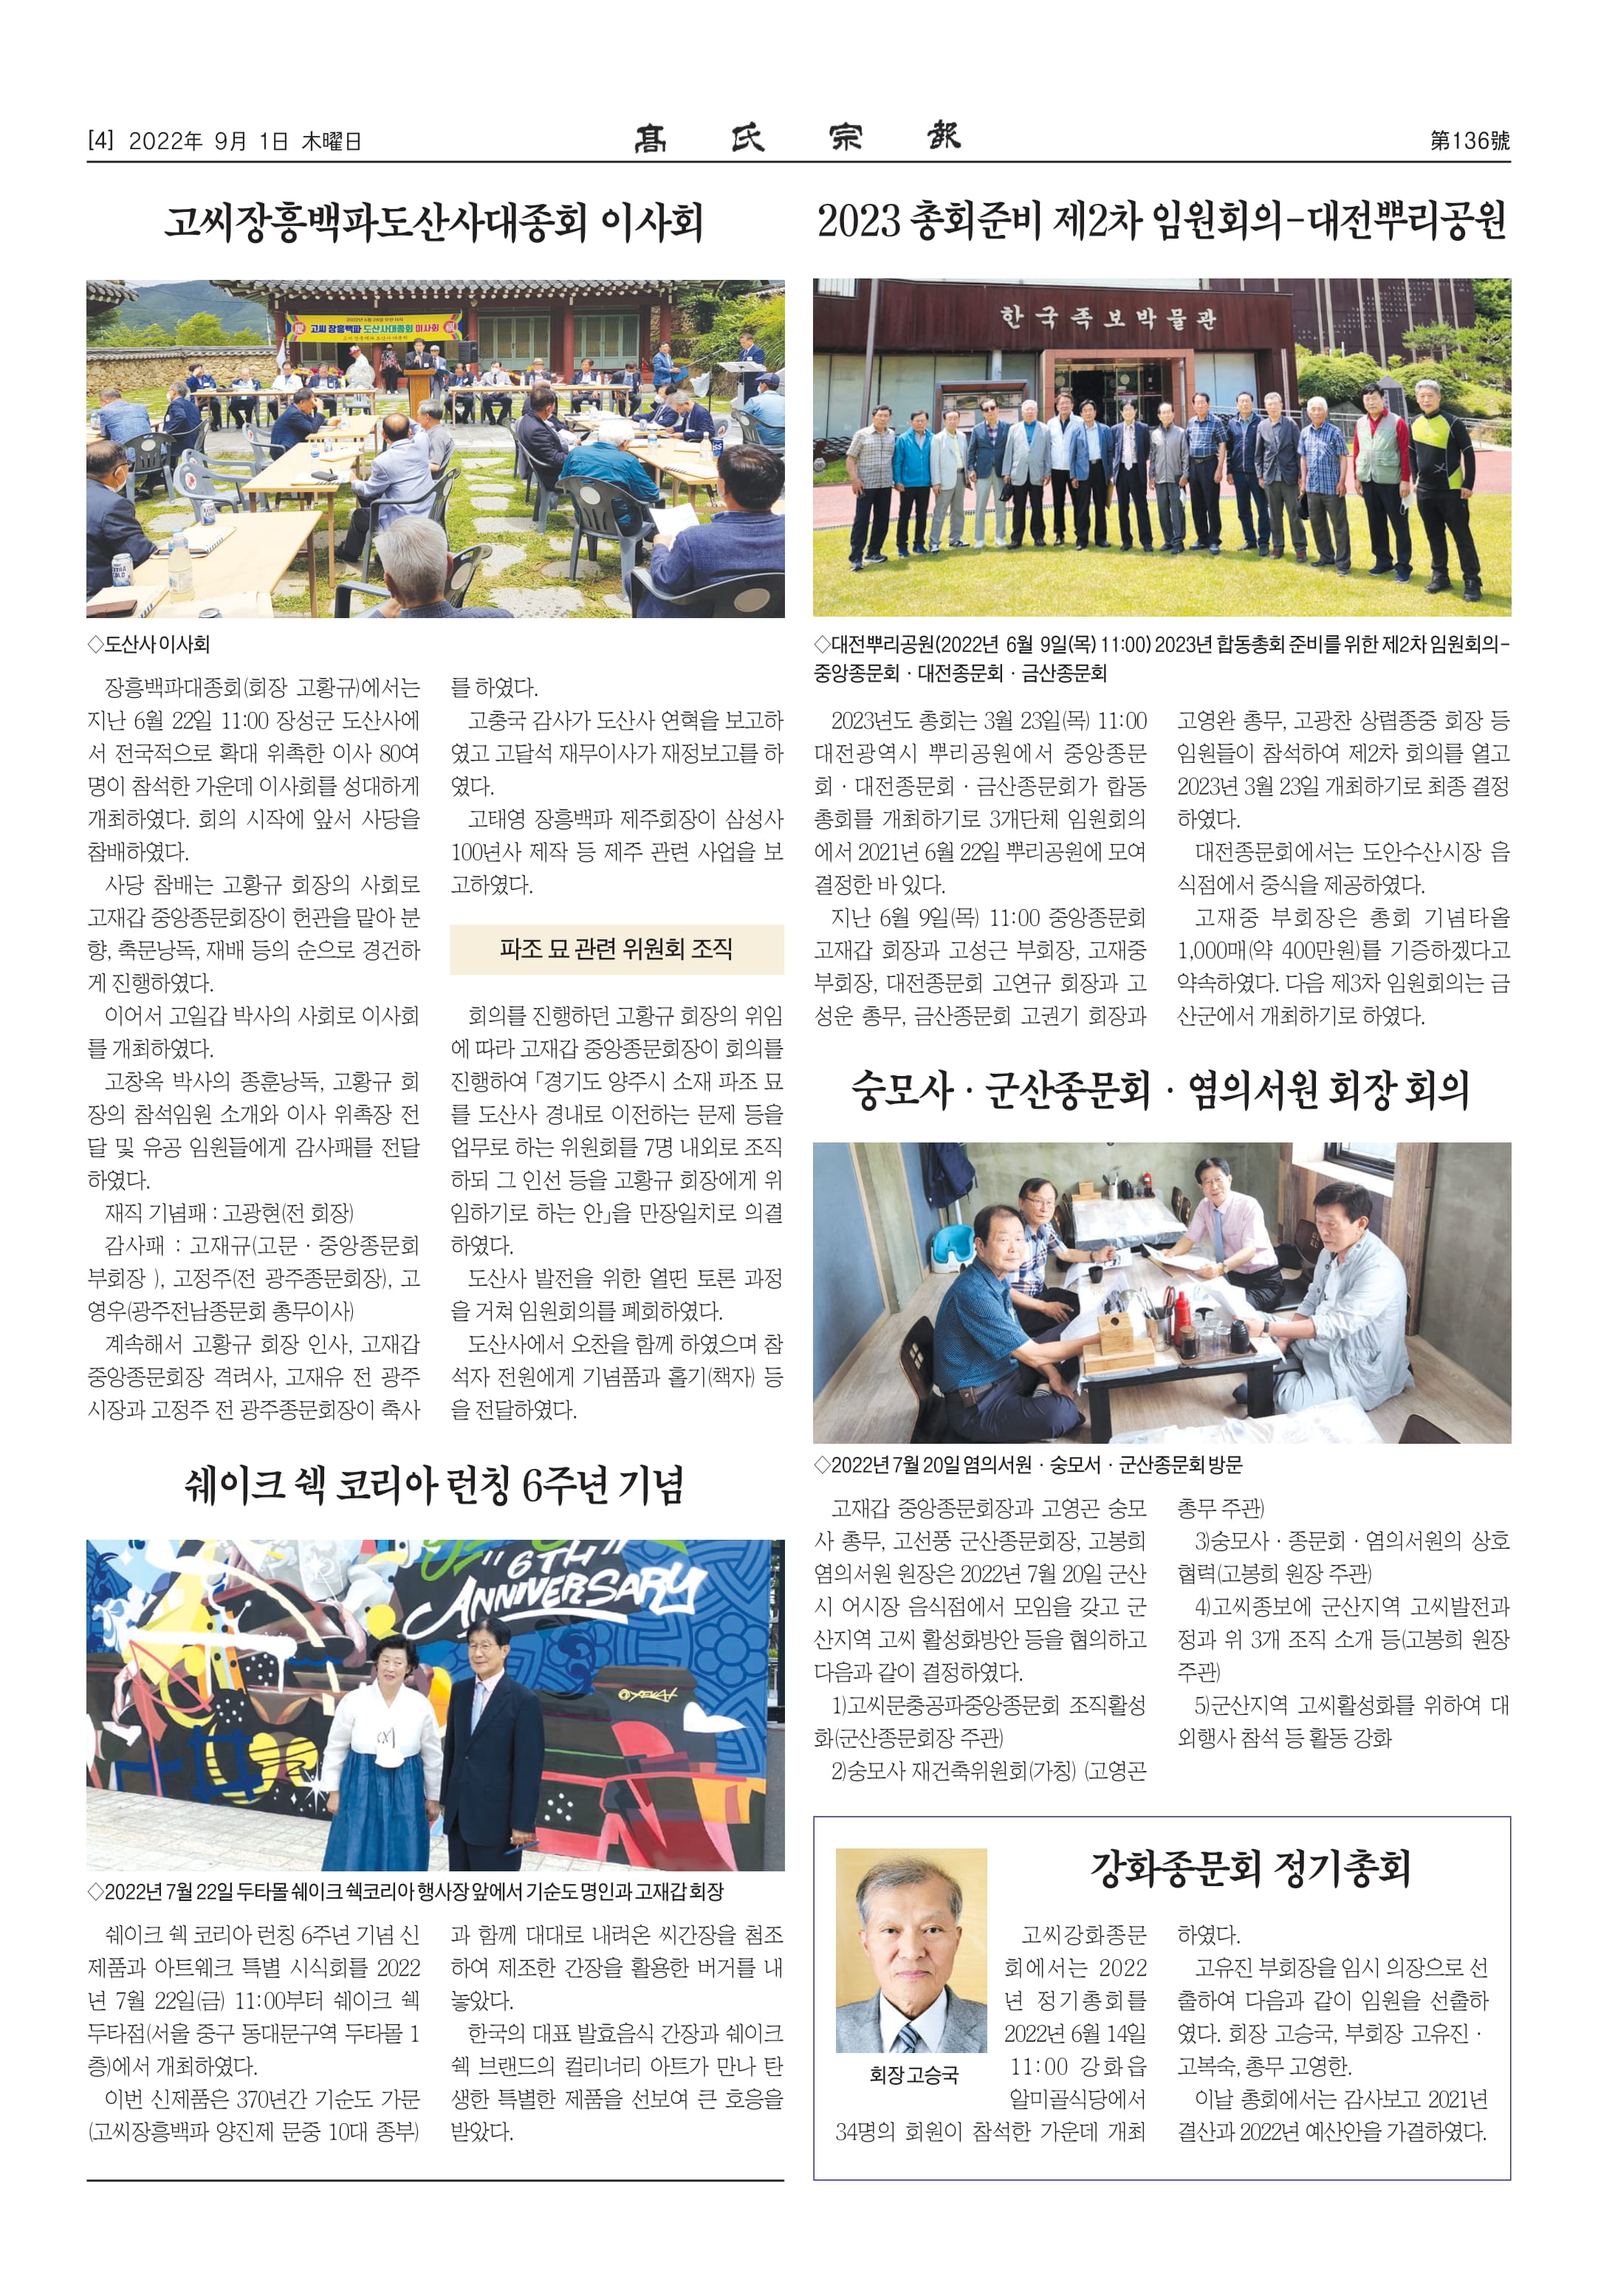 [4] 2022年 9月 1日 木曜日
髙氏宗報
第136號
고씨장흥백파도산사대종회 이사회
고씨 장흥백파 도산사대종회 이사회
◇도산사 이사회
장흥백파대종회(회장 고황규)에서는
지난 6월 22일 11:00 장성군 도산사에
서 전국적으로 확대 위촉한 이사 80여
명이 참석한 가운데 이사회를 성대하게
개최하였다. 회의 시작에 앞서 사당을
참배하였다.
사당 참배는 고황규 회장의 사회로
고재갑 중앙종문회장이 헌관을 맡아 분
향, 축문낭독, 재배 등의 순으로 경건하
게 진행하였다.
이어서 고일갑 박사의 사회로 이사회
를 개최하였다.
고창옥 박사의 종훈낭독, 고황규 회
장의 참석임원 소개와 이사 위촉장 전
달 및 유공 임원들에게 감사패를 전달
하였다.
재직 기념패 : 고광현(전 회장)
감사패 : 고재규(고문 · 중앙종문회
부회장 ), 고정주(전 광주종문회장), 고
영우(광주전남종문회 총무이사)
계속해서 고황규 회장 인사, 고재갑
중앙종문회장 격려사, 고재유 전 광주
시장과 고정주 전 광주종문회장이 축사
를 하였다.
고충국 감사가 도산사 연혁을 보고하
였고 고달석 재무이사가 재정보고를 하
였다.
고태영 장흥백파 제주회장이 삼성사
100년사 제작 등 제주 관련 사업을 보
고하였다.
파조 묘 관련 위원회 조직
회의를 진행하던 고황규 회장의 위임
에 따라 고재갑 중앙종문회장이 회의를
진행하여 ｢경기도 양주시 소재 파조 묘
를 도산사 경내로 이전하는 문제 등을
업무로 하는 위원회를 7명 내외로 조직
하되 그 인선 등을 고황규 회장에게 위
임하기로 하는 안｣을 만장일치로 의결
하였다.
도산사 발전을 위한 열띤 토론 과정
을 거쳐 임원회의를 폐회하였다.
도산사에서 오찬을 함께 하였으며 참
석자 전원에게 기념품과 홀기(책자) 등
을 전달하였다.
쉐이크 쉑 코리아 런칭 6주년 기념
"6TH"
ANNIVERSARY
◇2022년 7월 22일 두타몰 쉐이크 쉑코리아 행사장 앞에서 기순도 명인과 고재갑 회장
쉐이크 쉑 코리아 런칭 6주년 기념 신
제품과 아트웨크 특별 시식회를 2022
년 7월 22일(금) 11:00부터 쉐이크 쉑
두타점(서울 중구 동대문구역 두타몰 1
층)에서 개최하였다.
이번 신제품은 370년간 기순도 가문
(고씨장흥백파 양진제 문중 10대 종부)
과 함께 대대로 내려온 씨간장을 첨조
하여 제조한 간장을 활용한 버거를 내
놓았다.
한국의 대표 발효음식 간장과 쉐이크
쉑 브랜드의 컬리너리 아트가 만나 탄
생한 특별한 제품을 선보여 큰 호응을
받았다.
2023 총회준비 제2차 임원회의-대전뿌리공원
한국족보박물관
◇대전뿌리공원(2022년 6월 9일(목) 11:00) 2023년 합동총회 준비를 위한 제2차 임원회의-
중앙종문회 · 대전종문회 · 금산종문회
2023년도 총회는 3월 23일(목) 11:00
대전광역시 뿌리공원에서 중앙종문
회 · 대전종문회 · 금산종문회가 합동
총회를 개최하기로 3개단체 임원회의
에서 2021년 6월 22일 뿌리공원에 모여
결정한 바 있다.
지난 6월 9일(목) 11:00 중앙종문회
고재갑 회장과 고성근 부회장, 고재중
부회장, 대전종문회 고연규 회장과 고
성운 총무, 금산종문회 고권기 회장과
고영완 총무, 고광찬 상렴종중 회장 등
임원들이 참석하여 제2차 회의를 열고
2023년 3월 23일 개최하기로 최종 결정
하였다.
대전종문회에서는 도안수산시장 음
식점에서 중식을 제공하였다.
고재중 부회장은 총회 기념타올
1,000매(약 400만원)를 기증하겠다고
약속하였다. 다음 제3차 임원회의는 금
산군에서 개최하기로 하였다.
숭모사 · 군산종문회 · 염의서원 회장 회의
◇2022년 7월 20일 염의서원 · 숭모서 · 군산종문회 방문
고재갑 중앙종문회장과 고영곤 숭모
사 총무, 고선풍 군산종문회장, 고봉희
염의서원 원장은 2022년 7월 20일 군산
시 어시장 음식점에서 모임을 갖고 군
산지역 고씨 활성화방안 등을 협의하고
다음과 같이 결정하였다.
1)고씨문충공파중앙종문회 조직활성
화(군산종문회장 주관)
2)숭모사 재건축위원회(가칭) (고영곤
총무 주관)
3)숭모사 · 종문회 · 염의서원의 상호
협력(고봉희 원장 주관)
4)고씨종보에 군산지역 고씨발전과
정과 위 3개 조직 소개 등(고봉희 원장
주관)
5)군산지역 고씨활성화를 위하여 대
외행사 참석 등 활동 강화
강화종문회 정기총회
회장 고승국
고씨강화종문
회에서는 2022
년 정기총회를
2022년 6월 14일
11:00 강화읍
알미골식당에서
34명의 회원이 참석한 가운데 개최
하였다.
고유진 부회장을 임시 의장으로 선
출하여 다음과 같이 임원을 선출하
였다. 회장 고승국, 부회장 고유진 ·
고복숙, 총무 고영한.
이날 총회에서는 감사보고 2021년
결산과 2022년 예산안을 가결하였다.